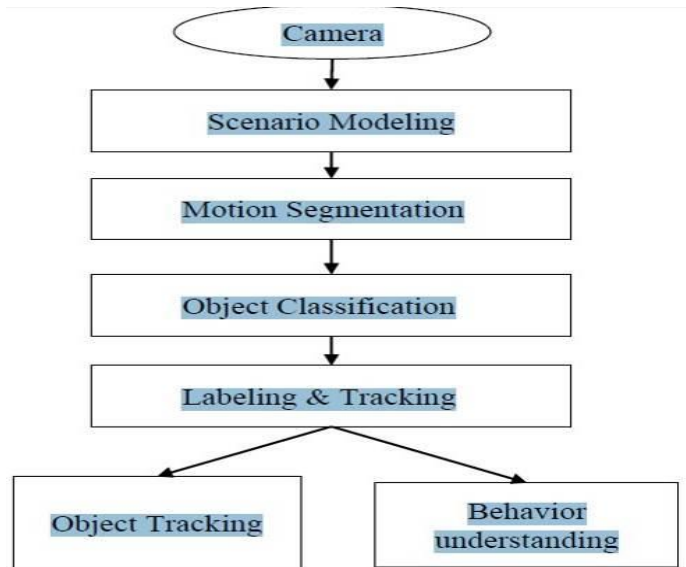 Camera
Scenario Modeling
Motion Segmentation
Object Classification
Labeling & Tracking
Object Tracking
Behavior
understanding